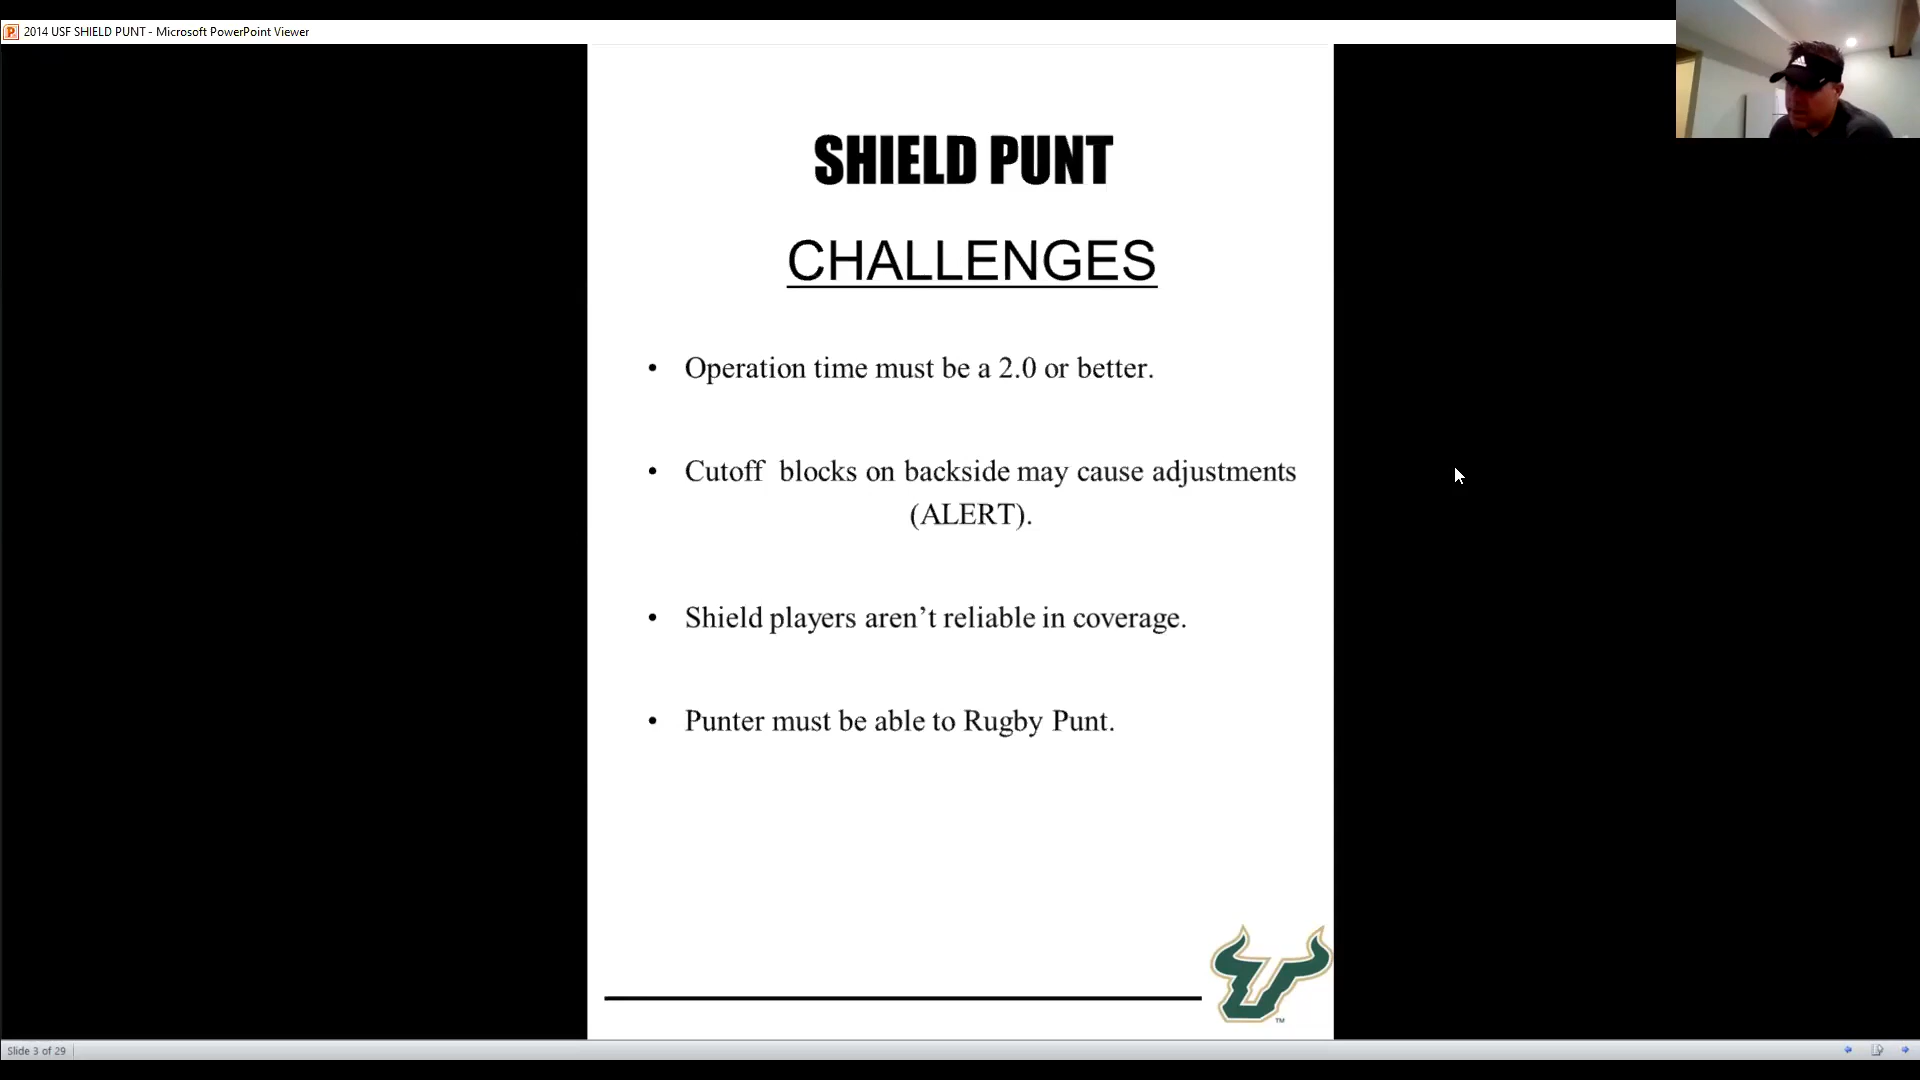 2014 USF SHIELD PUNT - Microsoft PowerPoint Viewer
SHIELD PUNT
CHALLENGES
• Operation time must be a 2.0 or better.
• Cutoff blocks on backside may cause adjustments
(ALERT).
• Shield players aren’t reliable in coverage.
• Punter must be able to Rugby Punt.
TM
Slide 3 of 29